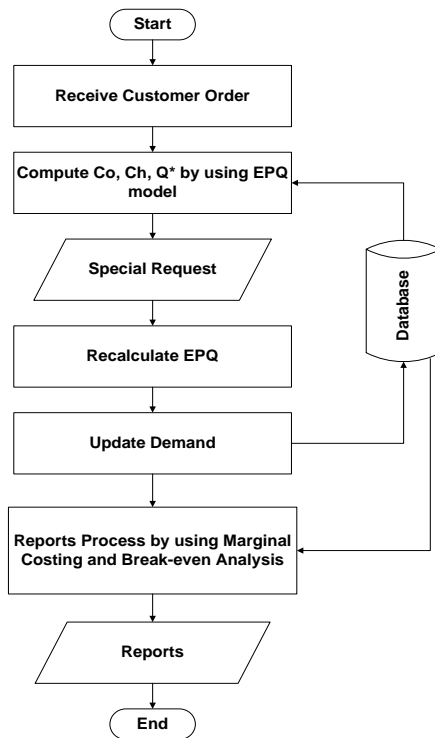 Start
Receive Customer Order
Compute Co, Ch, Q* by using EPQ
model
Special Request
Recalculate EPQ
Update Demand
Database
Reports Process by using Marginal
Costing and Break-even Analysis
Reports
End